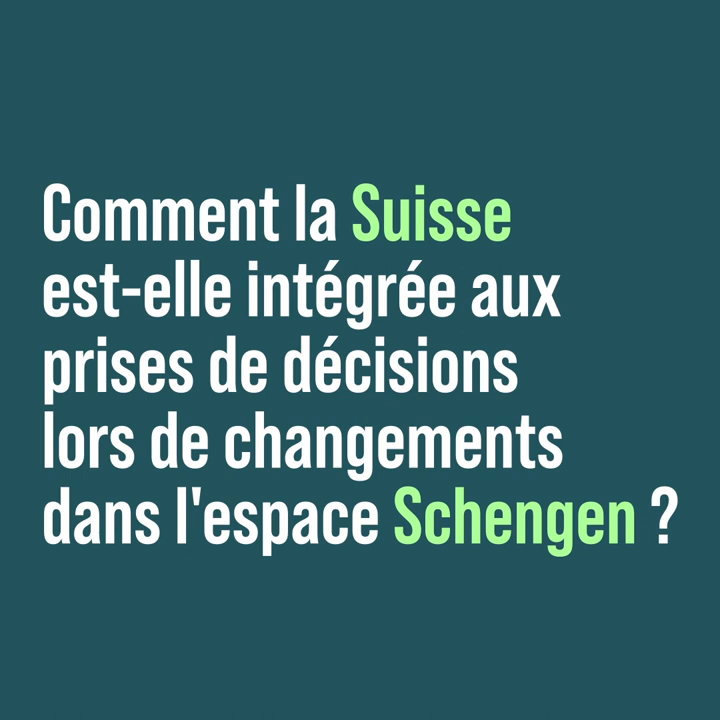 Comment la Suisse
est-elle intégrée aux
prises de décisions
lors de changements
dans l'espace Schengen ?